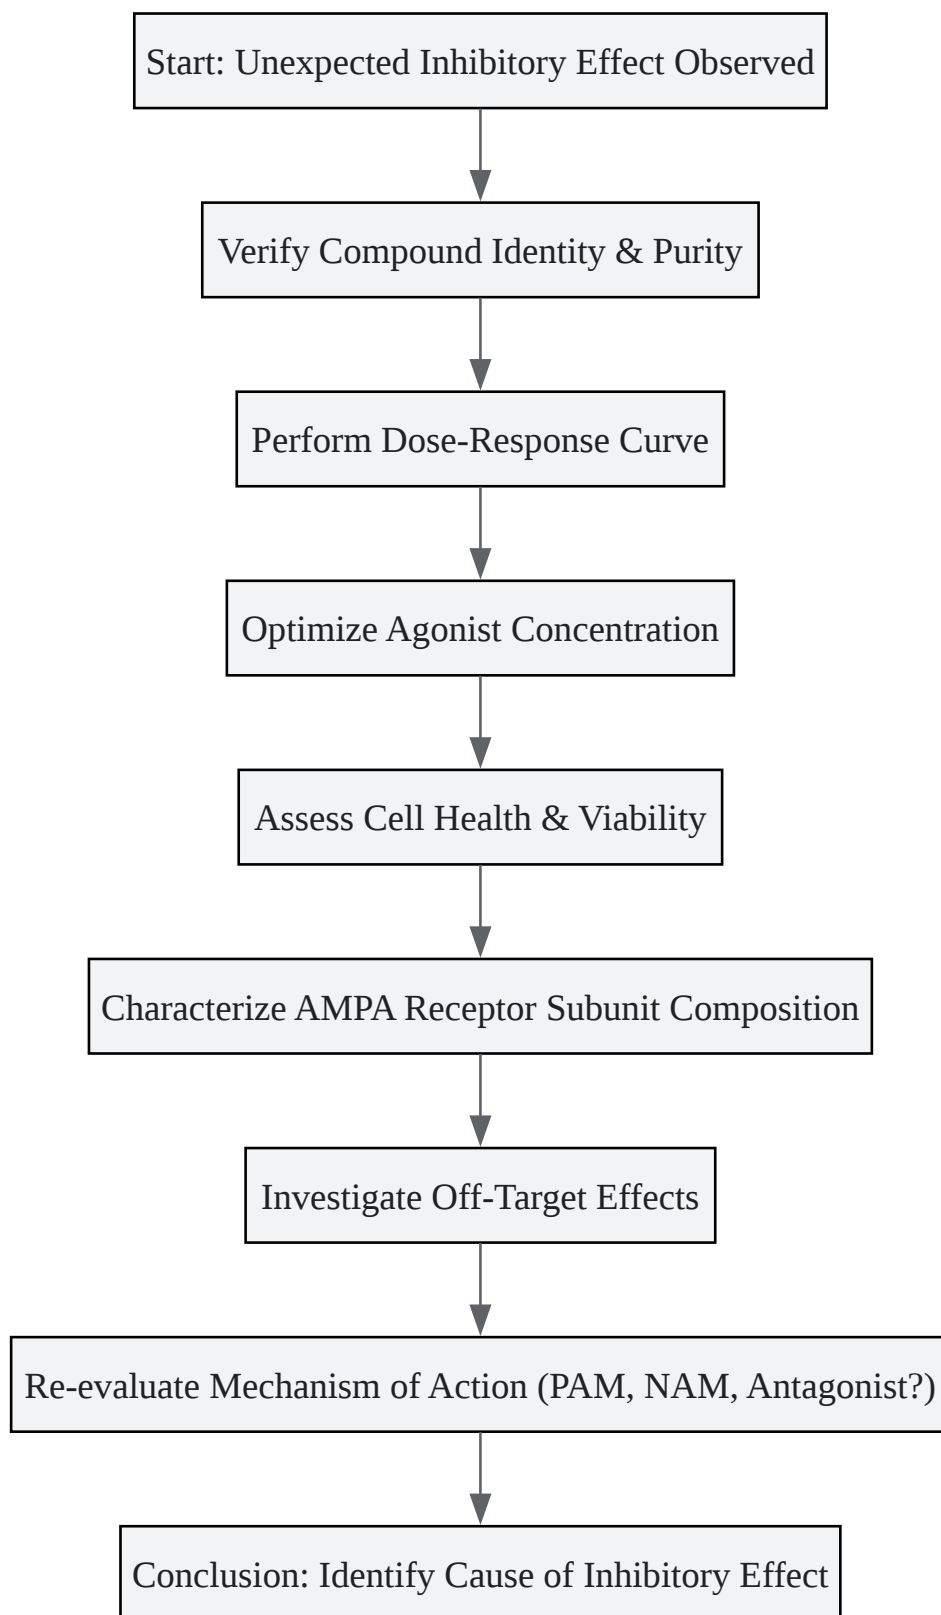 Start: Unexpected Inhibitory Effect Observed
Verify Compound Identity & Purity
Perform Dose-Response Curve
Optimize Agonist Concentration
Assess Cell Health & Viability
Characterize AMPA Receptor Subunit Composition
Investigate Off-Target Effects
Re-evaluate Mechanism of Action (PAM, NAM, Antagonist?)
Conclusion: Identify Cause of Inhibitory Effect